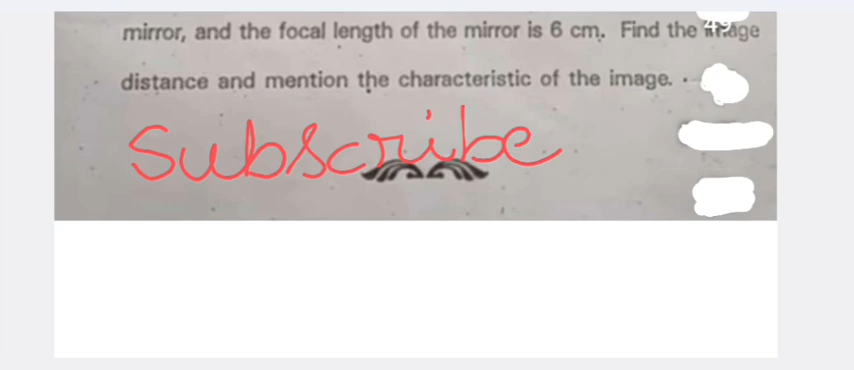 mirror, and the focal length of the mirror is 6 cm. Find the image
distance and mention the characteristic of the image.
Subscribe